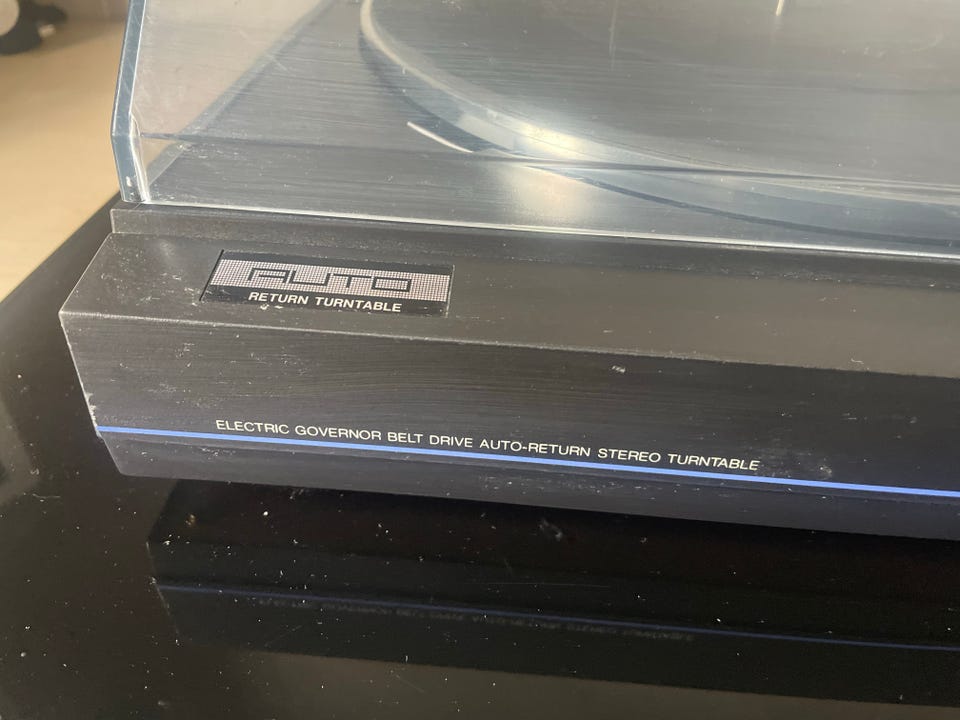 AUTO
RETURN TURNTABLE
ELECTRIC GOVERNOR BELT DRIVE AUTO-RETURN STEREO TURNTABLE